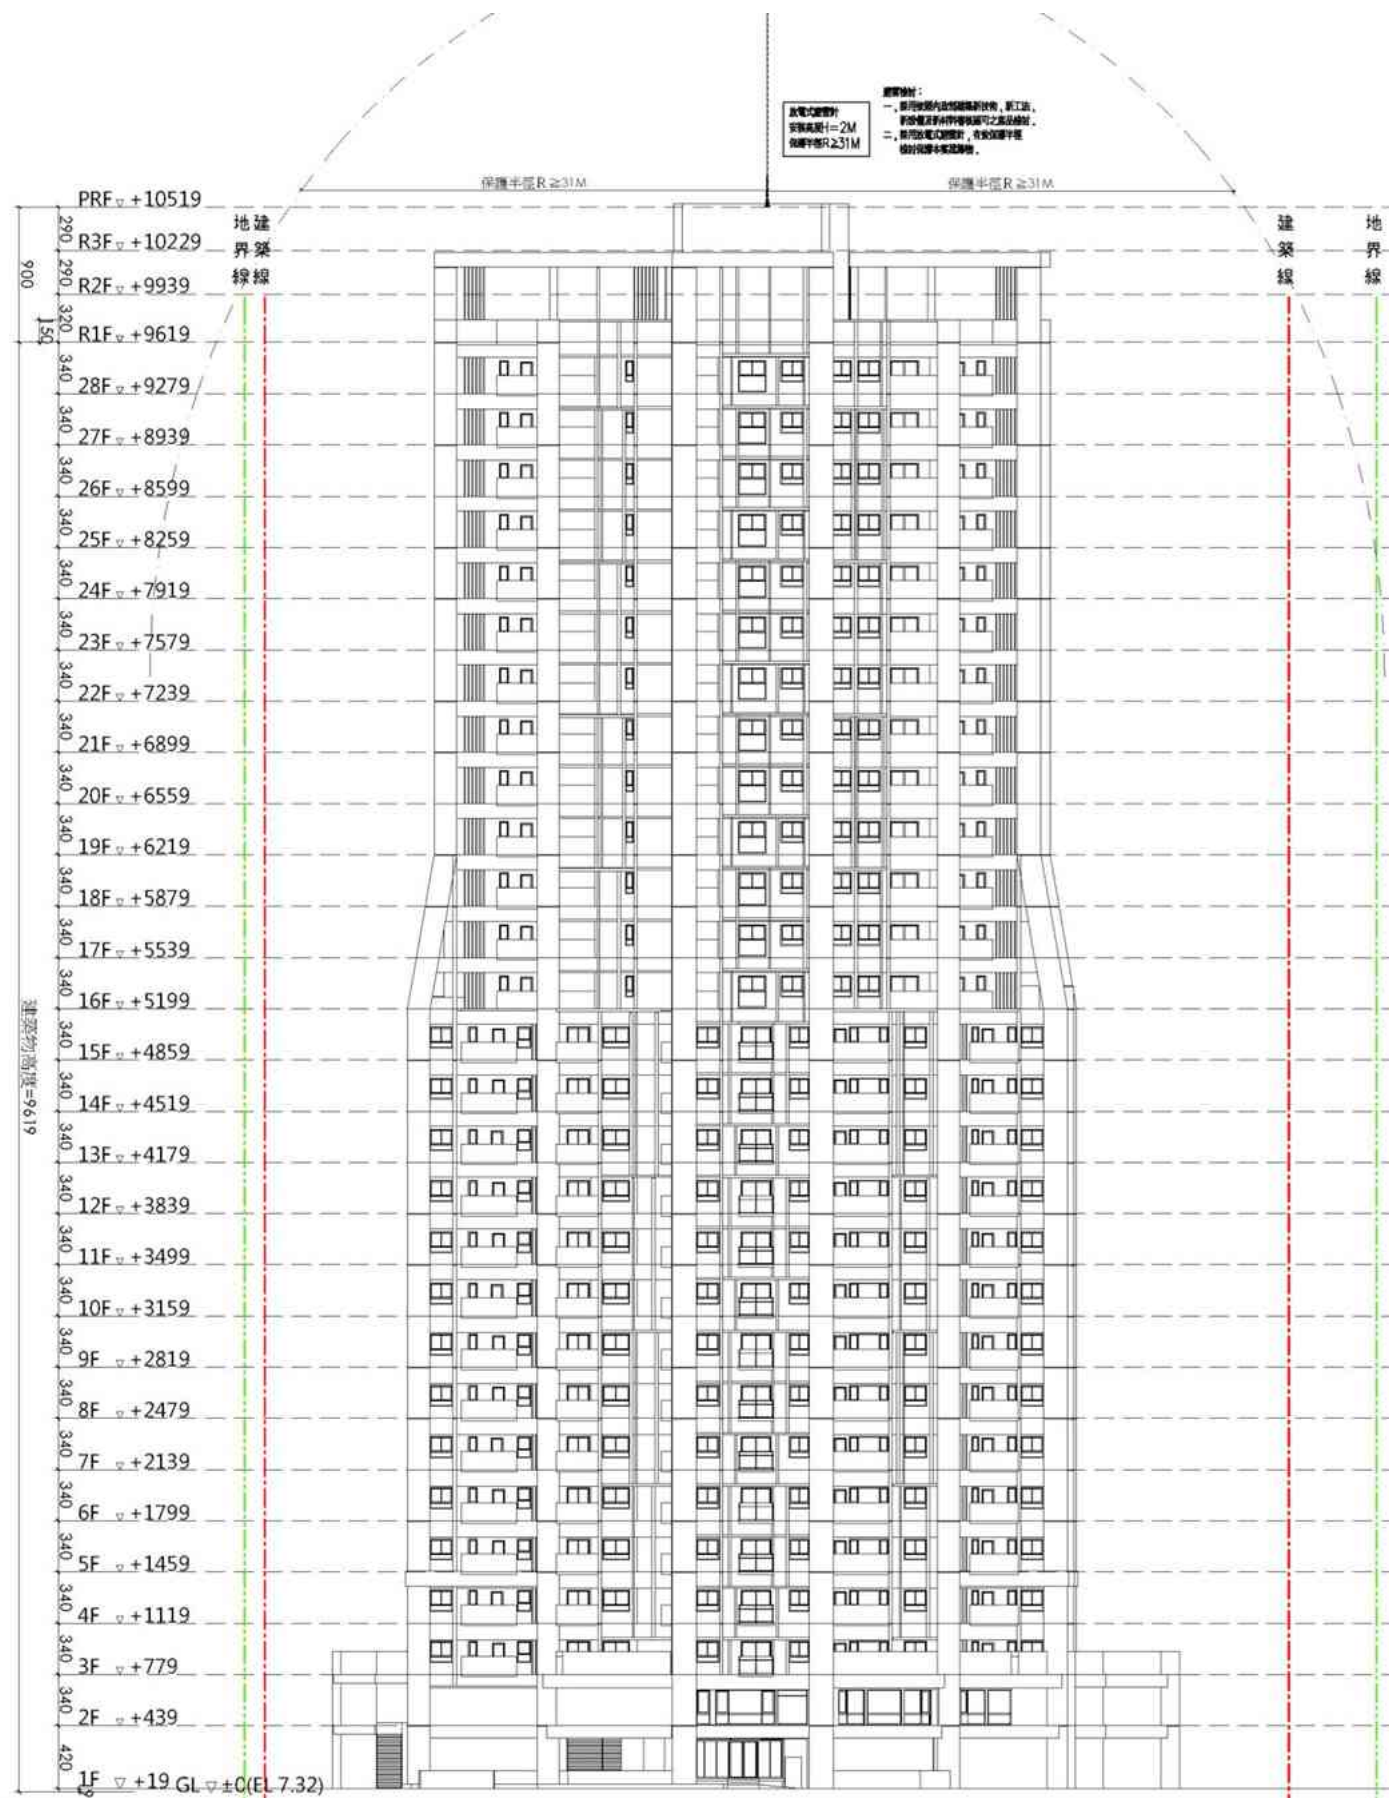 放電式避雷針
安裝高度H=2M
保護半徑R≥31M
避雷檢討：
保護半徑R≥31M
保護半徑R≥31M
PRF ▽ +10519
290
R3F ▽ +10229
290
R2F ▽ +9939
320
R1F ▽ +9619
900
150
地界線
建築線
建築線
地界線
340
28F ▽ +9279
340
27F ▽ +8939
340
26F ▽ +8599
340
25F ▽ +8259
340
24F ▽ +7919
340
23F ▽ +7579
340
22F ▽ +7239
340
21F ▽ +6899
340
20F ▽ +6559
340
19F ▽ +6219
340
18F ▽ +5879
340
17F ▽ +5539
340
16F ▽ +5199
340
15F ▽ +4859
建築物高度=9619
340
14F ▽ +4519
340
13F ▽ +4179
340
12F ▽ +3839
340
11F ▽ +3499
340
10F ▽ +3159
340
9F ▽ +2819
340
8F ▽ +2479
340
7F ▽ +2139
340
6F ▽ +1799
340
5F ▽ +1459
340
4F ▽ +1119
340
3F ▽ +779
340
2F ▽ +439
420
1F ▽ +19 GL ▽ ±0(EL 7.32)